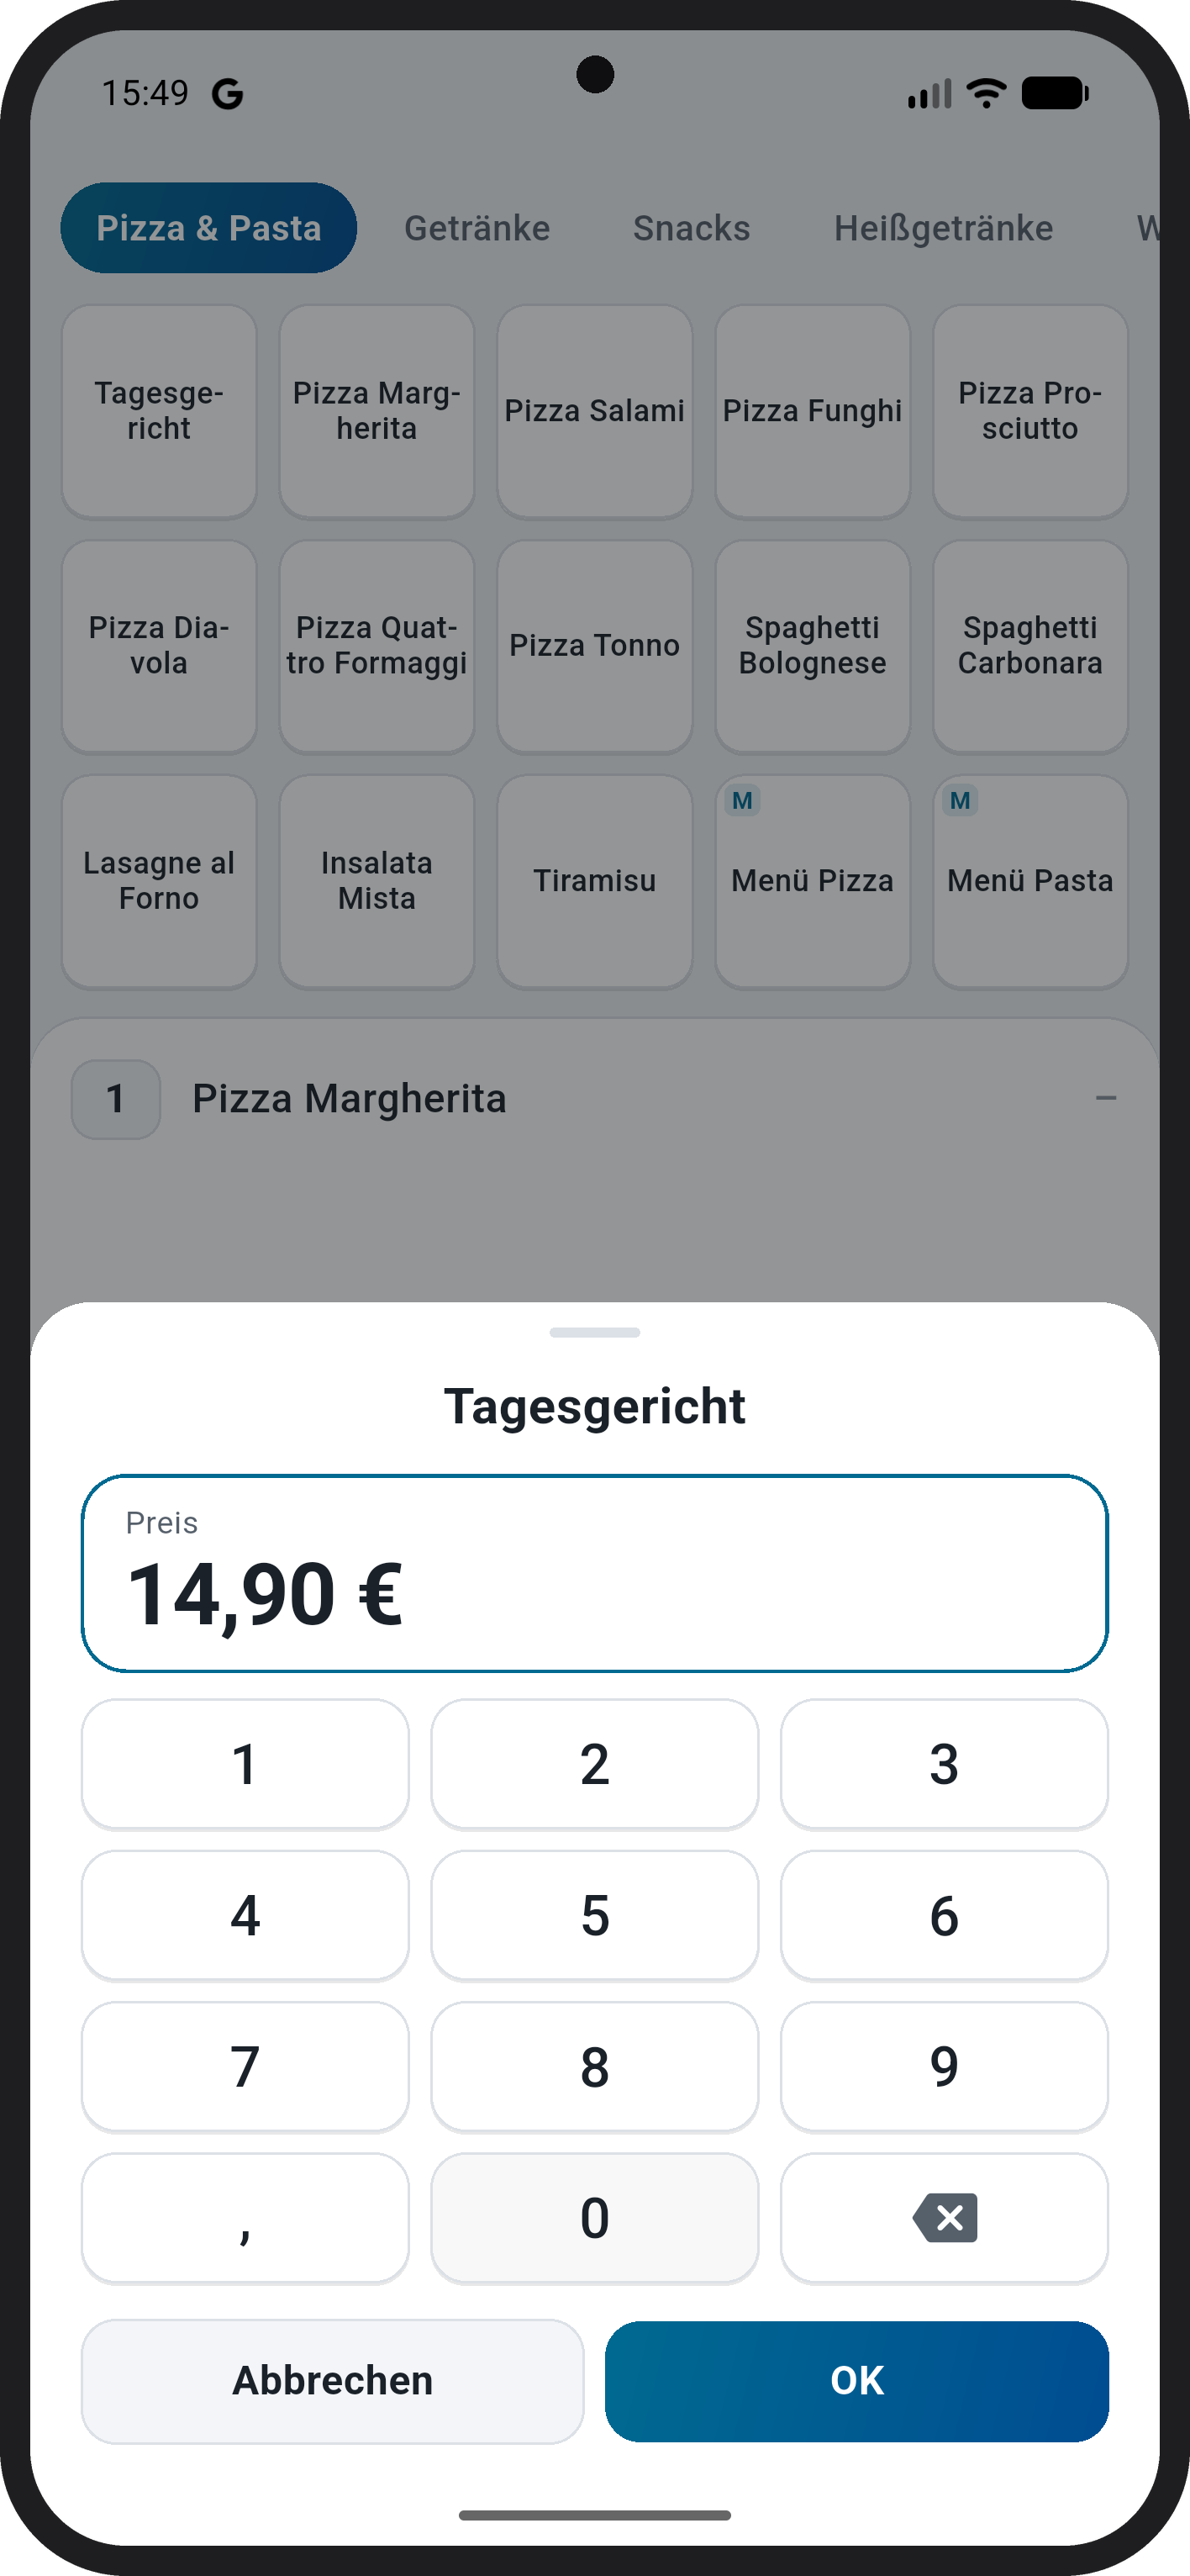 15:49 G
Pizza & Pasta Getränke Snacks Heißgetränke W
Tagesge-
richt
Pizza Marg-
herita
Pizza Salami
Pizza Funghi
Pizza Pro-
sciutto
Pizza Dia-
vola
Pizza Quat-
tro Formaggi
Pizza Tonno
Spaghetti
Bolognese
Spaghetti
Carbonara
Lasagne al
Forno
Insalata
Mista
Tiramisu
M
Menü Pizza
M
Menü Pasta
1 Pizza Margherita –
Tagesgericht
Preis
14,90 €
1 2 3
4 5 6
7 8 9
, 0
Abbrechen OK